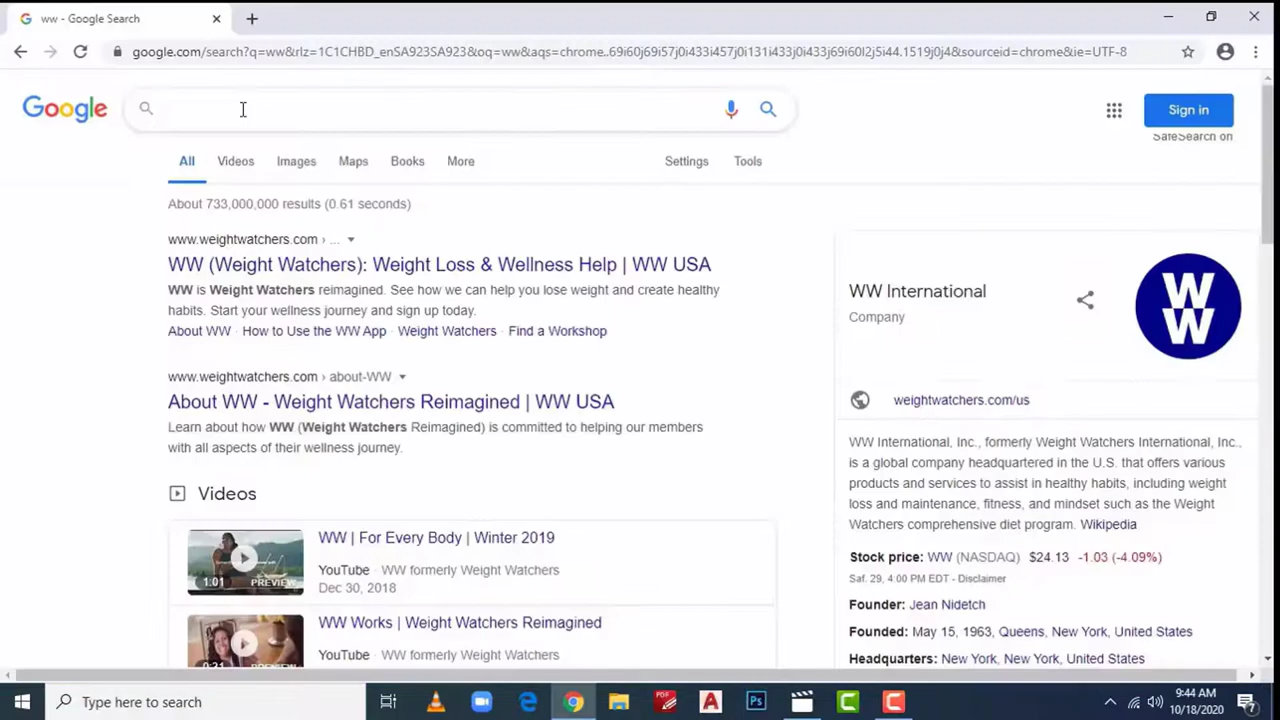 ww - Google Search
google.com/search?q=ww&rlz=1C1CHBD_enSA923SA923&oq=ww&aqs=chrome..69i60j69i57j0i433i457j0i131i433j0i433j69i60l2j5i44.1519j0j4&sourceid=chrome&ie=UTF-8
Google
Sign in
SafeSearch on
All Videos Images Maps Books More Settings Tools
About 733,000,000 results (0.61 seconds)
www.weightwatchers.com › ...
WW (Weight Watchers): Weight Loss & Wellness Help | WW USA
WW is Weight Watchers reimagined. See how we can help you lose weight and create healthy
habits. Start your wellness journey and sign up today.
About WW · How to Use the WW App · Weight Watchers · Find a Workshop
www.weightwatchers.com › about-WW
About WW - Weight Watchers Reimagined | WW USA
Learn about how WW (Weight Watchers Reimagined) is committed to helping our members
with all aspects of their wellness journey.
Videos
WW | For Every Body | Winter 2019
YouTube · WW formerly Weight Watchers
Dec 30, 2018
1:01
PREVIEW
WW Works | Weight Watchers Reimagined
YouTube · WW formerly Weight Watchers
0:31
PREVIEW
WW International
Company
W
W
weightwatchers.com/us
WW International, Inc., formerly Weight Watchers International, Inc.,
is a global company headquartered in the U.S. that offers various
products and services to assist in healthy habits, including weight
loss and maintenance, fitness, and mindset such as the Weight
Watchers comprehensive diet program. Wikipedia
Stock price: WW (NASDAQ) $24.13 -1.03 (-4.09%)
Saf. 29, 4:00 PM EDT - Disclaimer
Founder: Jean Nidetch
Founded: May 15, 1963, Queens, New York, United States
Headquarters: New York, New York, United States
Type here to search
PDF
A
Ps
C
C
9:44 AM
10/18/2020
7